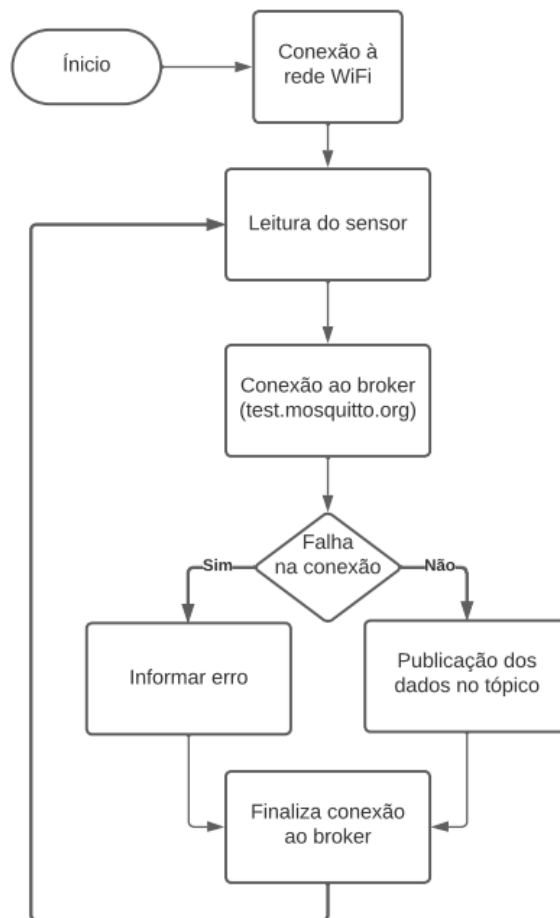 Ínicio
Conexão à
rede WiFi
Leitura do sensor
Conexão ao broker
(test.mosquitto.org)
Falha
na conexão
Sim
Não
Informar erro
Publicação dos
dados no tópico
Finaliza conexão
ao broker